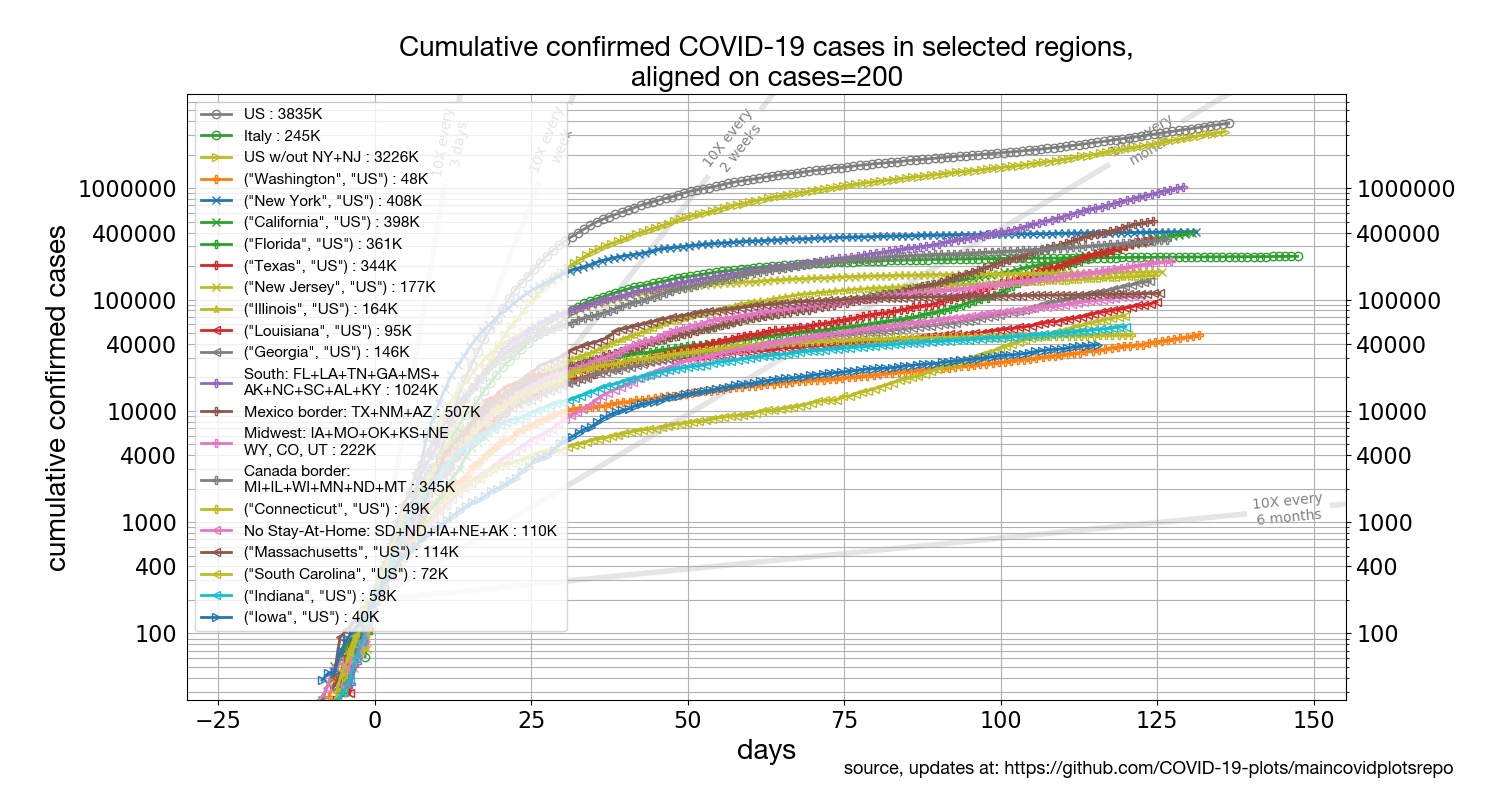 Cumulative confirmed COVID-19 cases in selected regions,
aligned on cases=200
US : 3835K
Italy : 245K
US w/out NY+NJ : 3226K
("Washington", "US") : 48K
("New York", "US") : 408K
("California", "US") : 398K
("Florida", "US") : 361K
("Texas", "US") : 344K
("New Jersey", "US") : 177K
("Illinois", "US") : 164K
("Louisiana", "US") : 95K
("Georgia", "US") : 146K
South: FL+LA+TN+GA+MS+
AK+NC+SC+AL+KY : 1024K
Mexico border: TX+NM+AZ : 507K
Midwest: IA+MO+OK+KS+NE
WY, CO, UT : 222K
Canada border:
MI+IL+WI+MN+ND+MT : 345K
("Connecticut", "US") : 49K
No Stay-At-Home: SD+ND+IA+NE+AK : 110K
("Massachusetts", "US") : 114K
("South Carolina", "US") : 72K
("Indiana", "US") : 58K
("Iowa", "US") : 40K
10X every
3 days
10X every
week
10X every
2 weeks
every
10X every
6 months
cumulative confirmed cases
1000000
400000
100000
40000
10000
4000
1000
400
100
1000000
400000
100000
40000
10000
4000
1000
400
100
−25
0
25
50
75
100
125
150
days
source, updates at: https://github.com/COVID-19-plots/maincovidplotsrepo